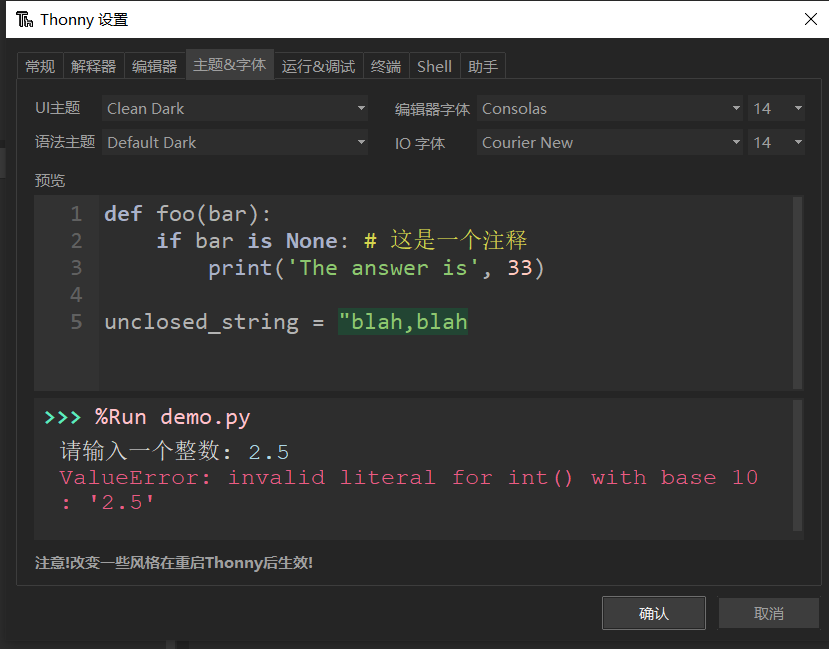 Thonny 设置
常规 解释器 编辑器 主题&字体 运行&调试 终端 Shell 助手
UI主题 Clean Dark 编辑器字体 Consolas 14
语法主题 Default Dark IO 字体 Courier New 14
预览
1 def foo(bar):
2 if bar is None: # 这是一个注释
3 print('The answer is', 33)
4
5 unclosed_string = "blah,blah
>>> %Run demo.py
请输入一个整数: 2.5
ValueError: invalid literal for int() with base 10
: '2.5'
注意!改变一些风格在重启Thonny后生效!
确认 取消